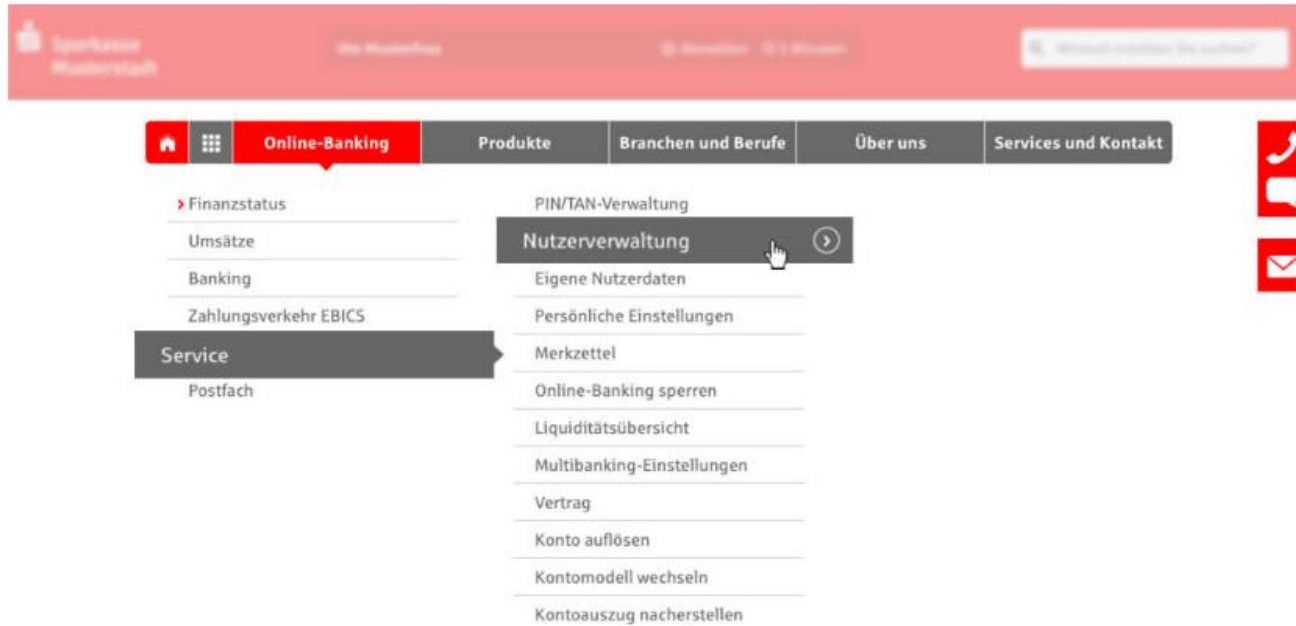 Sparkasse
Musterstadt
Online-Banking
Produkte
Branchen und Berufe
Über uns
Services und Kontakt
Finanzstatus
Umsätze
Banking
Zahlungsverkehr EBICS
Service
Postfach
PIN/TAN-Verwaltung
Nutzerverwaltung
Eigene Nutzerdaten
Persönliche Einstellungen
Merkzettel
Online-Banking sperren
Liquiditätsübersicht
Multibanking-Einstellungen
Vertrag
Konto auflösen
Kontomodell wechseln
Kontoauszug nacherstellen